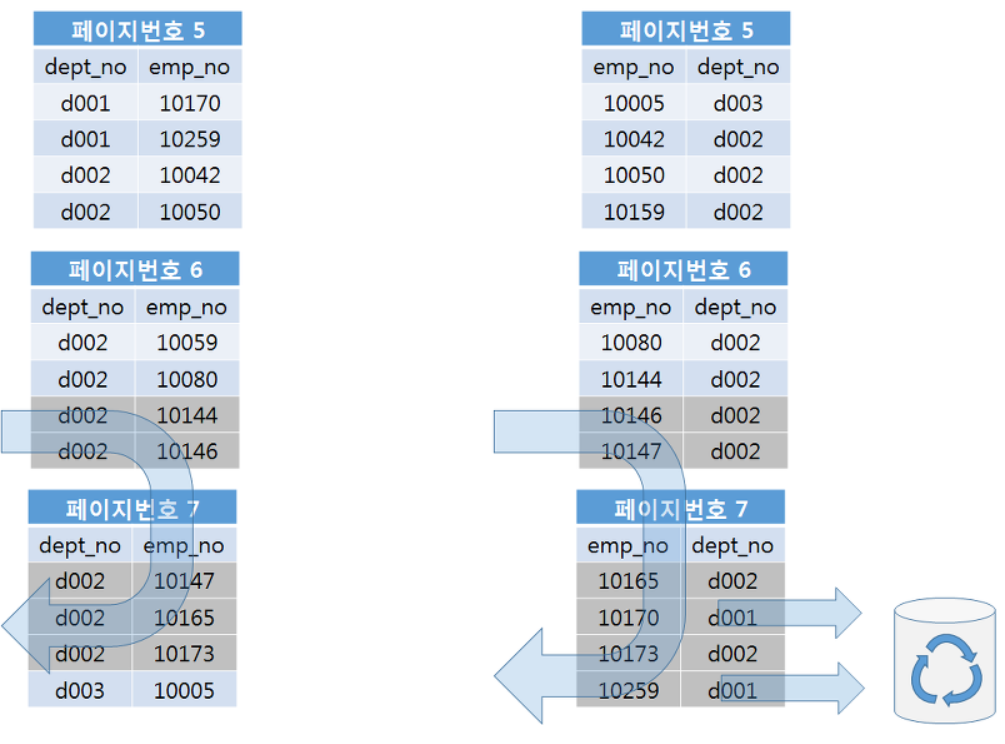 페이지번호 5
dept_no emp_no
d001 10170
d001 10259
d002 10042
d002 10050
페이지번호 6
dept_no emp_no
d002 10059
d002 10080
d002 10144
d002 10146
페이지번호 7
dept_no emp_no
d002 10147
d002 10165
d002 10173
d003 10005
페이지번호 5
emp_no dept_no
10005 d003
10042 d002
10050 d002
10159 d002
페이지번호 6
emp_no dept_no
10080 d002
10144 d002
10146 d002
10147 d002
페이지번호 7
emp_no dept_no
10165 d002
10170 d001
10173 d002
10259 d001